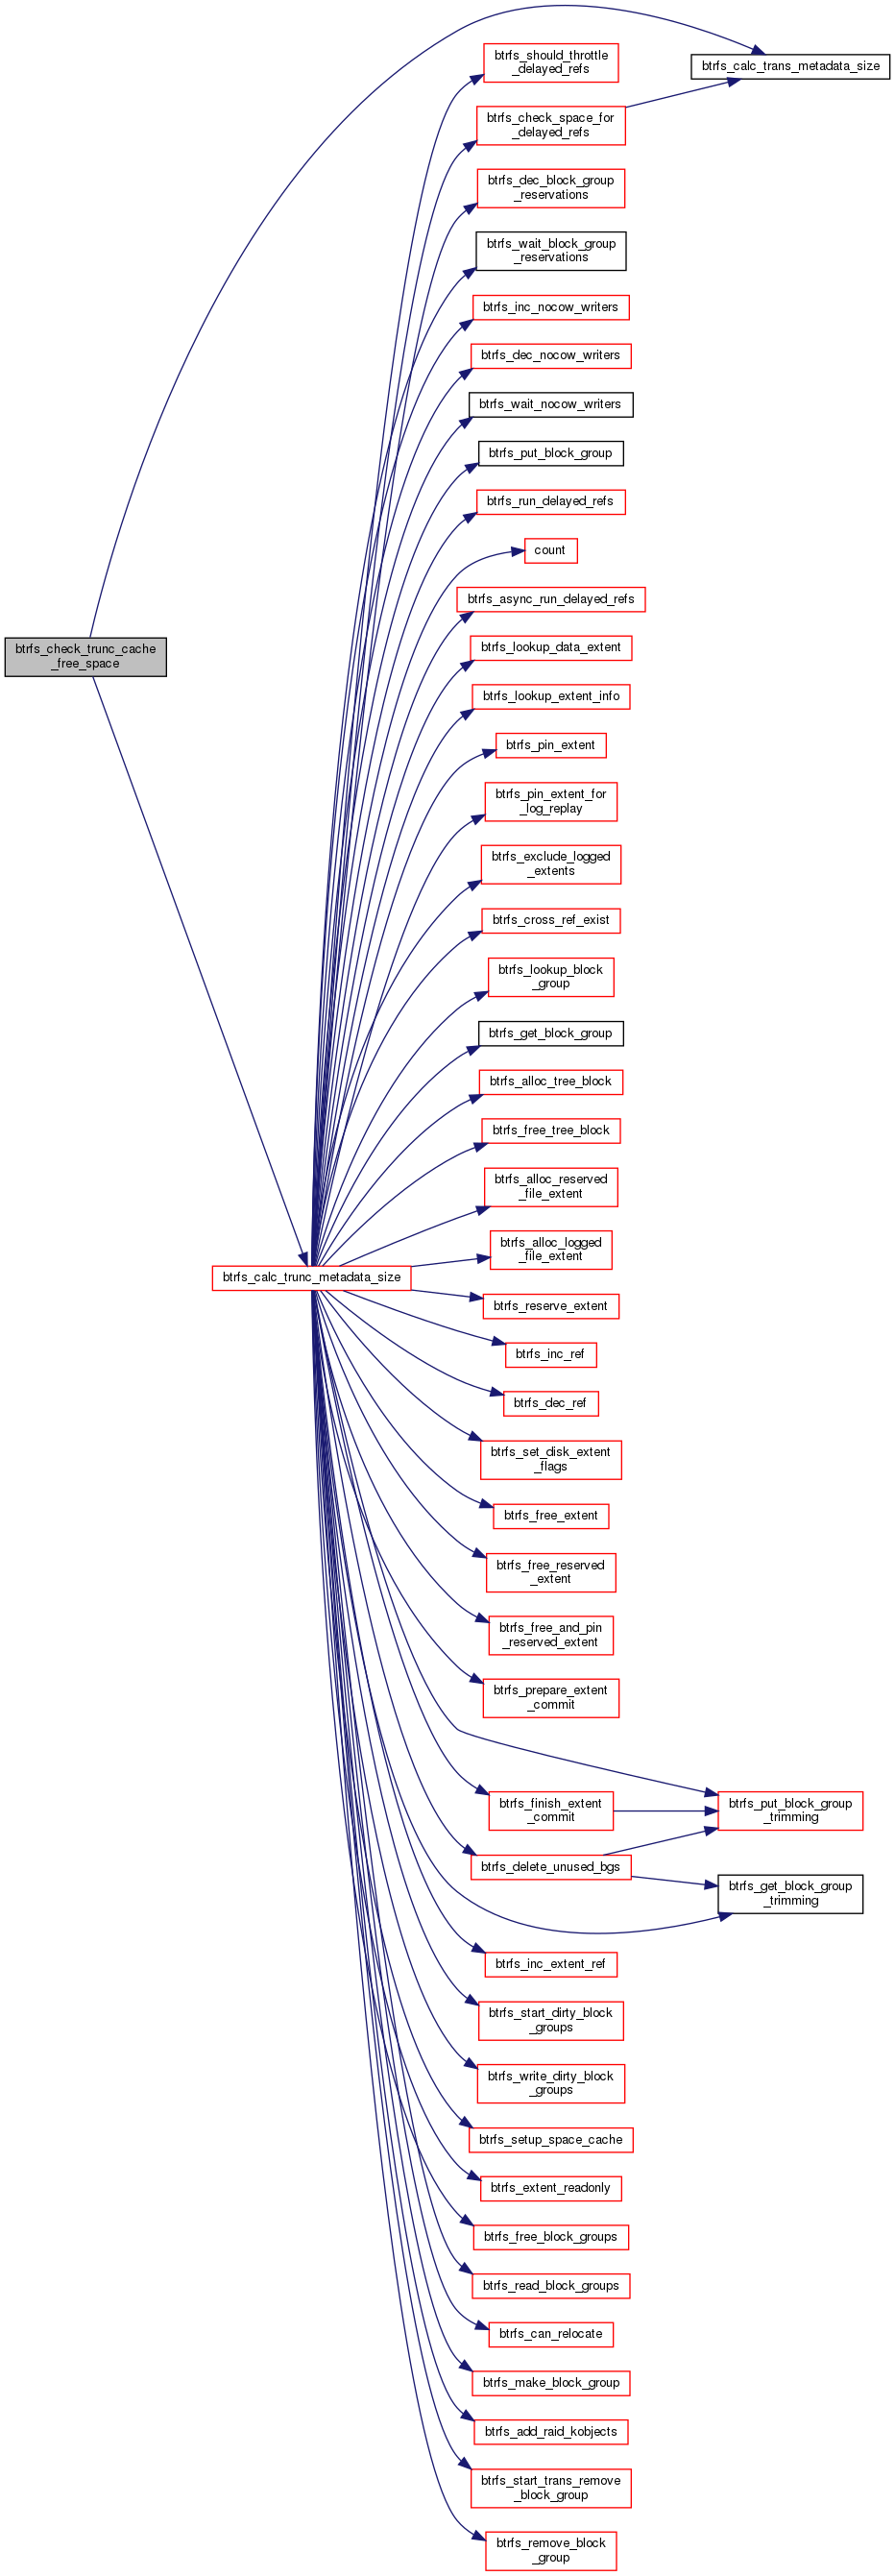 btrfs_should_throttle
_delayed_refs
btrfs_calc_trans_metadata_size
btrfs_check_space_for
_delayed_refs
btrfs_dec_block_group
_reservations
btrfs_wait_block_group
_reservations
btrfs_inc_nocow_writers
btrfs_dec_nocow_writers
btrfs_wait_nocow_writers
btrfs_put_block_group
btrfs_run_delayed_refs
count
btrfs_async_run_delayed_refs
btrfs_check_trunc_cache
_free_space
btrfs_lookup_data_extent
btrfs_lookup_extent_info
btrfs_pin_extent
btrfs_pin_extent_for
_log_replay
btrfs_exclude_logged
_extents
btrfs_cross_ref_exist
btrfs_lookup_block
_group
btrfs_get_block_group
btrfs_alloc_tree_block
btrfs_free_tree_block
btrfs_alloc_reserved
_file_extent
btrfs_alloc_logged
_file_extent
btrfs_calc_trunc_metadata_size
btrfs_reserve_extent
btrfs_inc_ref
btrfs_dec_ref
btrfs_set_disk_extent
_flags
btrfs_free_extent
btrfs_free_reserved
_extent
btrfs_free_and_pin
_reserved_extent
btrfs_prepare_extent
_commit
btrfs_finish_extent
_commit
btrfs_put_block_group
_trimming
btrfs_delete_unused_bgs
btrfs_get_block_group
_trimming
btrfs_inc_extent_ref
btrfs_start_dirty_block
_groups
btrfs_write_dirty_block
_groups
btrfs_setup_space_cache
btrfs_extent_readonly
btrfs_free_block_groups
btrfs_read_block_groups
btrfs_can_relocate
btrfs_make_block_group
btrfs_add_raid_kobjects
btrfs_start_trans_remove
_block_group
btrfs_remove_block
_group